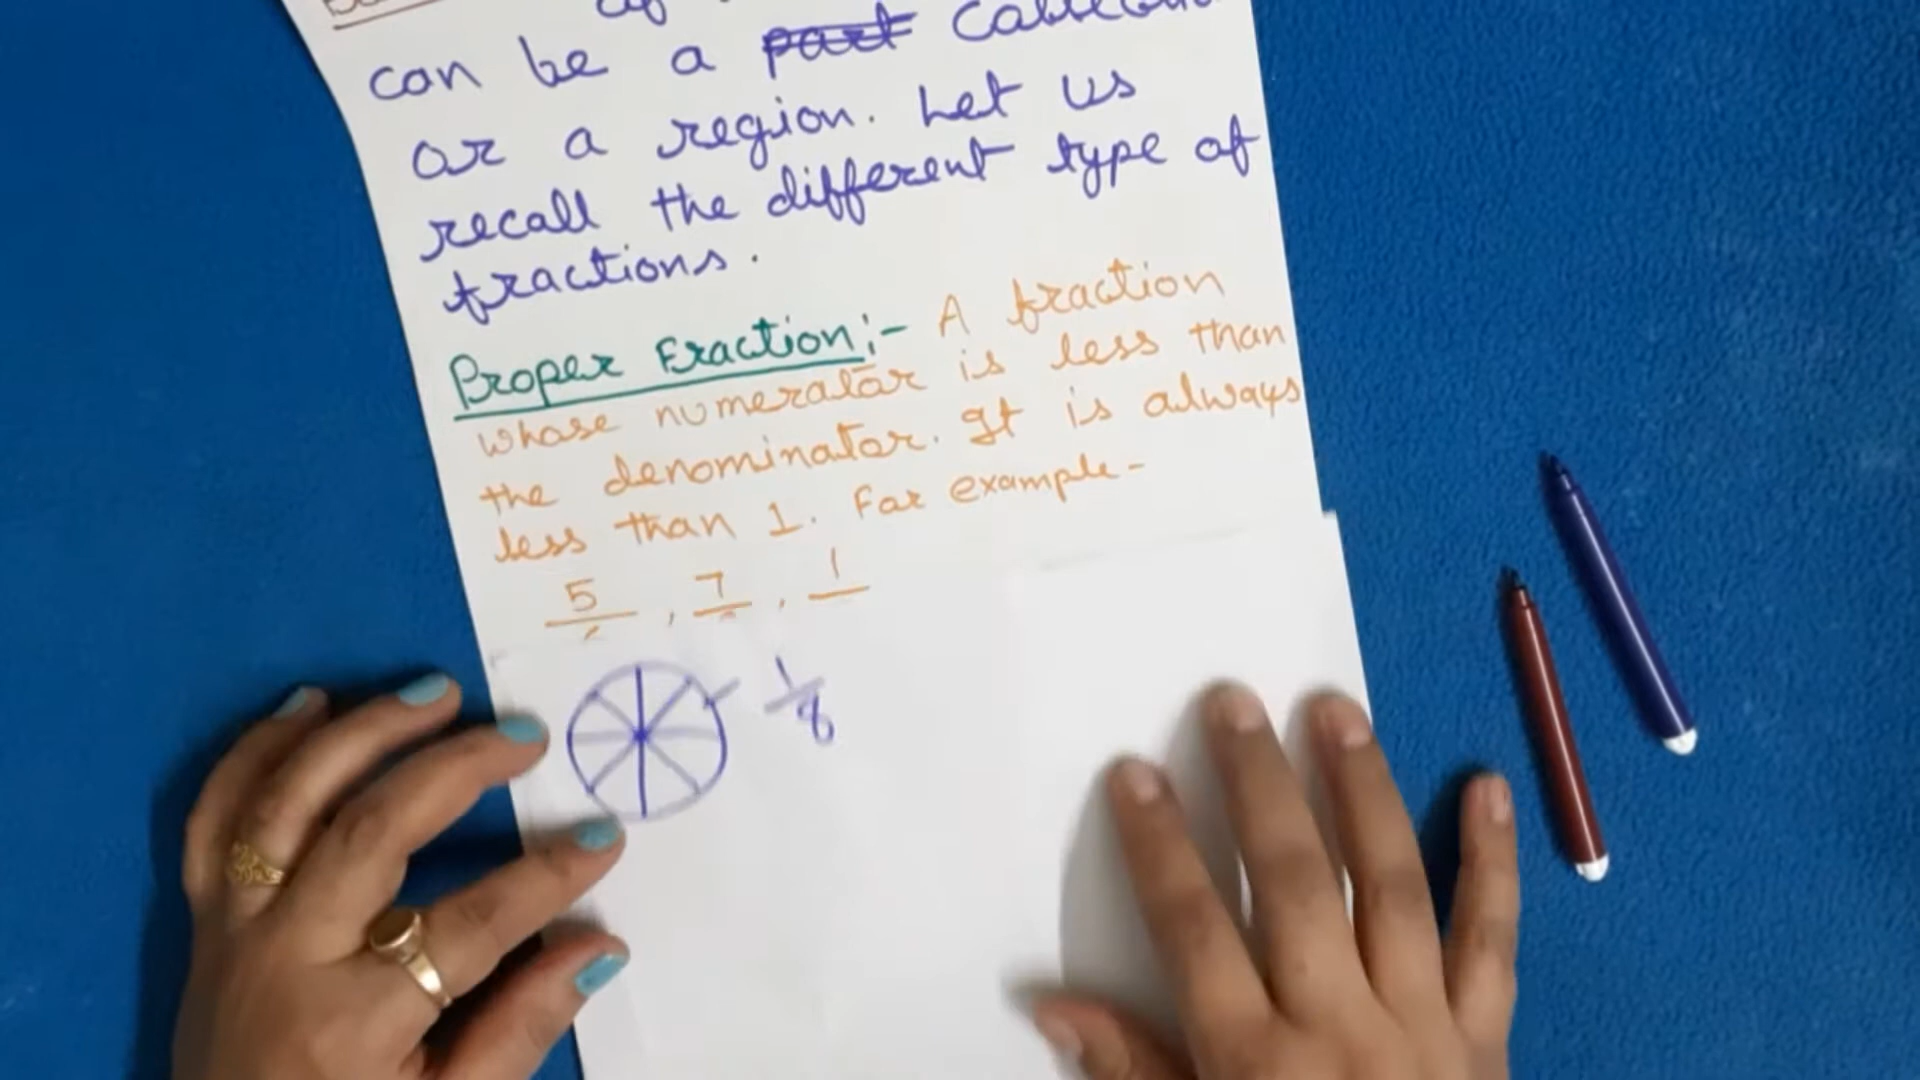 can be a part
or a region. Let us
recall the different type of
fractions.
Proper Fraction:- A fraction
whose numerator is less than
the denominator. It is always
less than 1. For example-
5 , 7 , 1
1/8